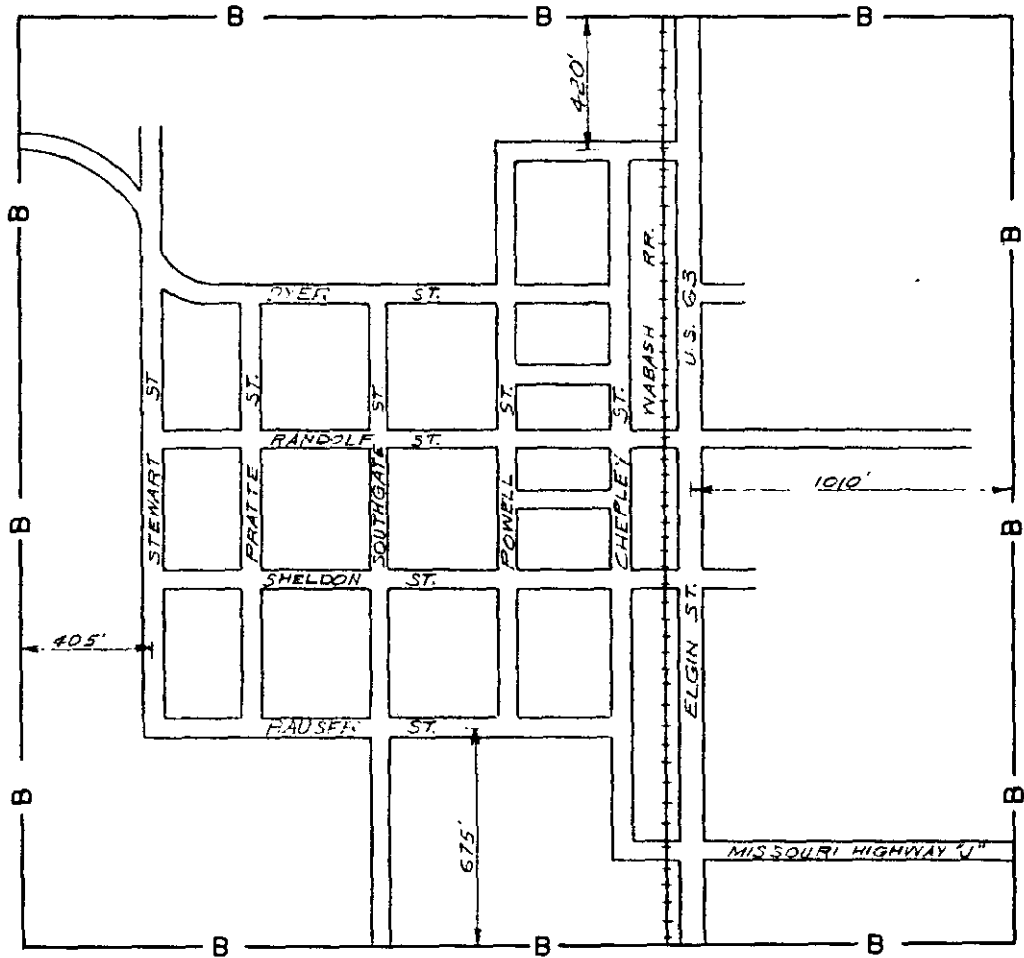 B B B
420'
B
B
WABASH RR.
U.S. 63
DYER ST.
ST
ST.
ST.
ST.
ST.
RANDOLF ST.
STEWART
PRATE
SOUTHGATE
POWELL
CHEPLEY
1010'
B
B
SHELDON ST.
405'
ELGIN ST.
HAUSER ST.
675'
B
B
MISSOURI HIGHWAY "J"
B B B